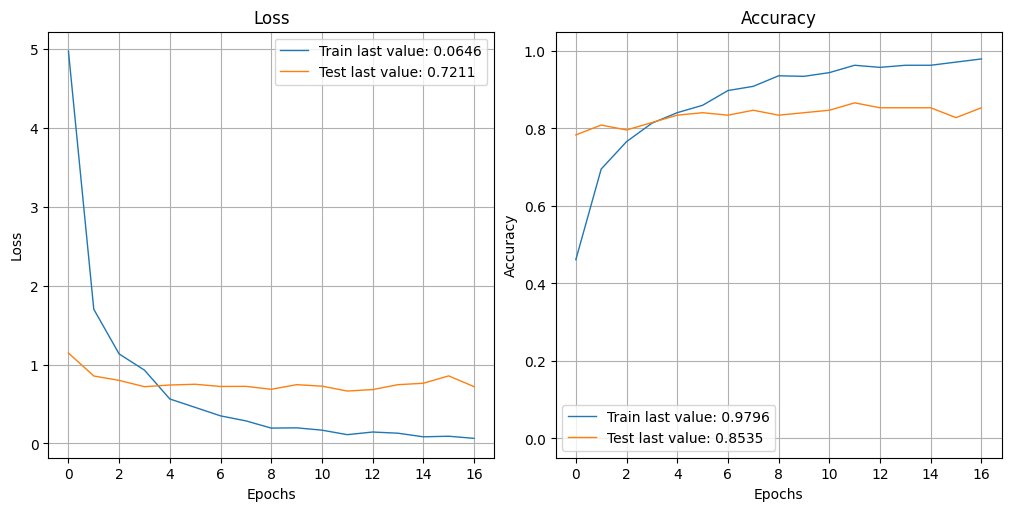 Loss
Train last value: 0.0646
Test last value: 0.7211
5
4
3
2
1
0
Loss
0 2 4 6 8 10 12 14 16
Epochs
Accuracy
1.0
0.8
0.6
0.4
0.2
0.0
Accuracy
Train last value: 0.9796
Test last value: 0.8535
0 2 4 6 8 10 12 14 16
Epochs